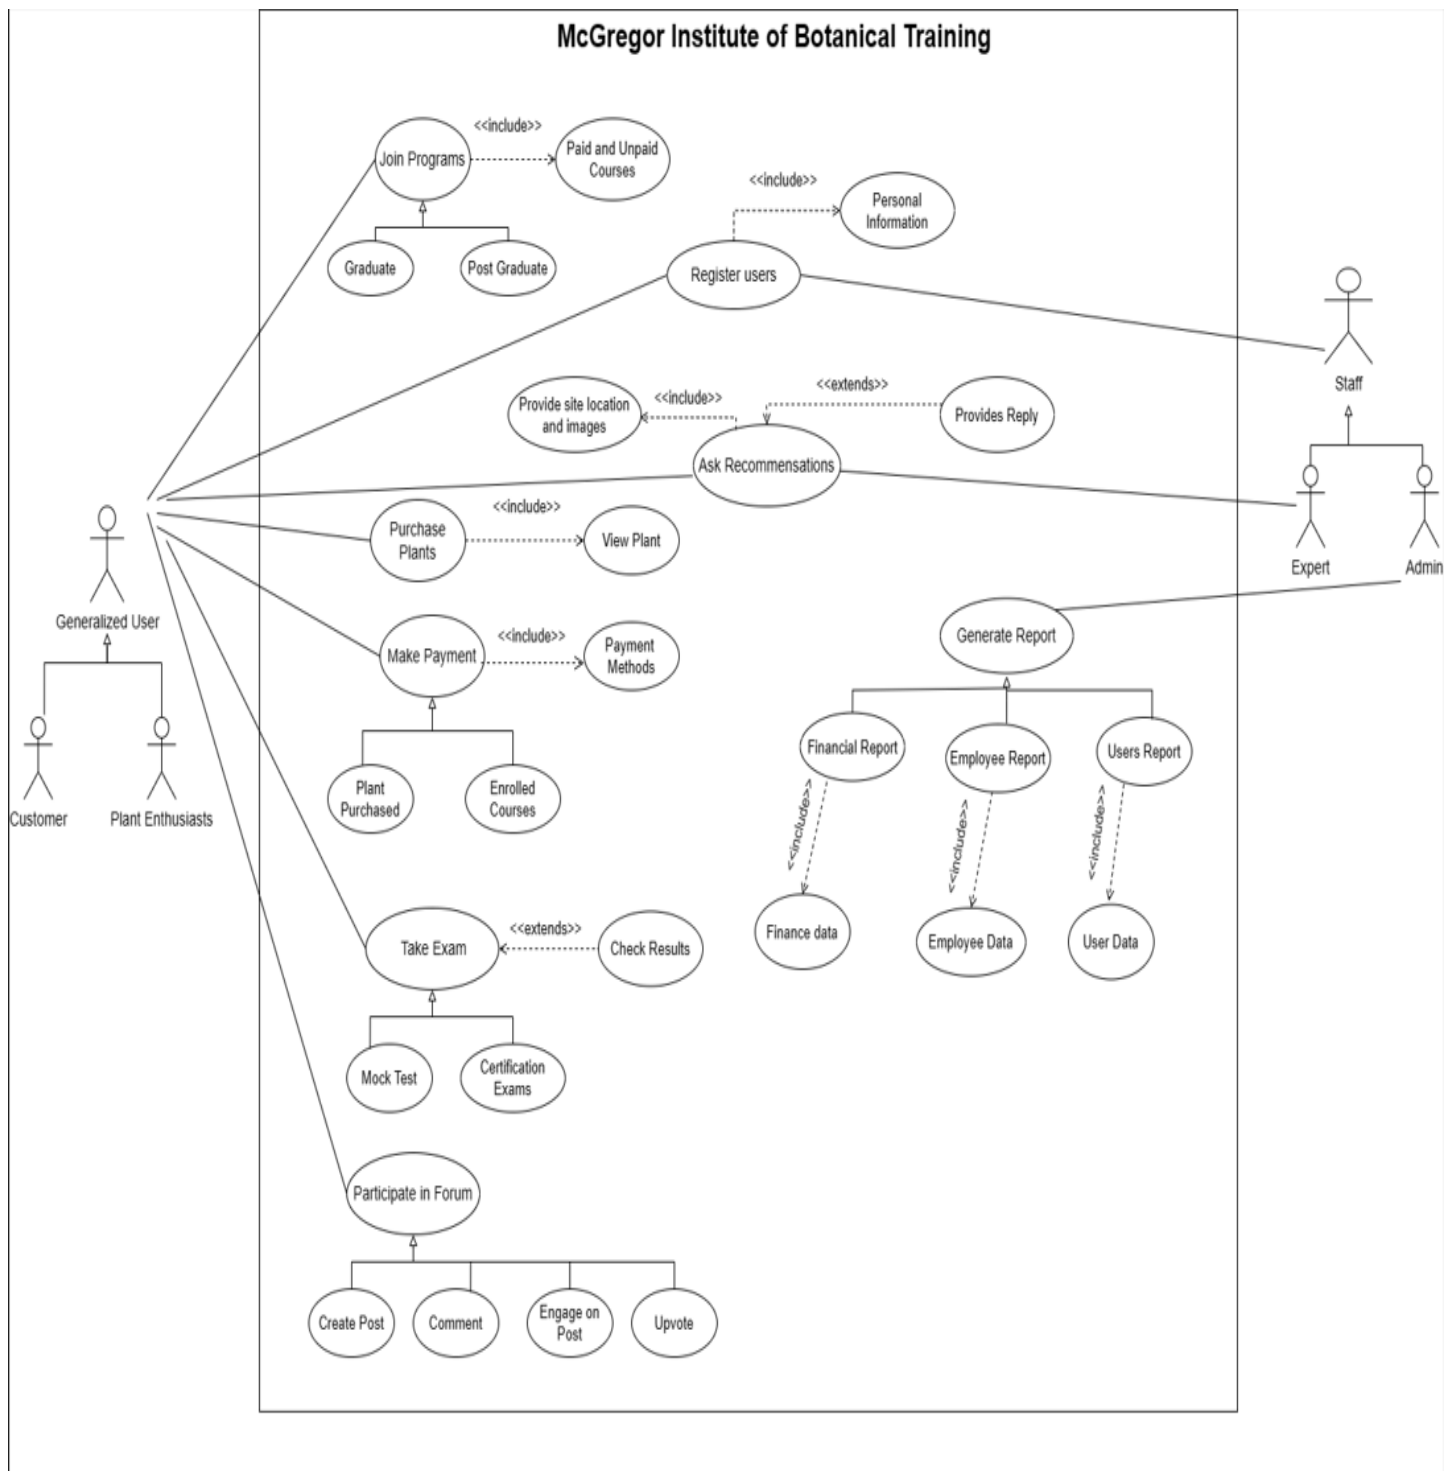 McGregor Institute of Botanical Training
<<include>>
Join Programs
Paid and Unpaid
Courses
<<include>>
Personal
Information
Graduate
Post Graduate
Register users
Staff
<<include>>
<<extends>>
Provide site location
and images
Provides Reply
Ask Recommensations
Purchase
Plants
<<include>>
View Plant
Expert
Admin
Generalized User
Make Payment
<<include>>
Payment
Methods
Generate Report
Customer
Plant Enthusiasts
Plant
Purchased
Enrolled
Courses
Financial Report
Employee Report
Users Report
<<include>>
<<include>>
<<include>>
Take Exam
<<extends>>
Check Results
Finance data
Employee Data
User Data
Mock Test
Certification
Exams
Participate in Forum
Create Post
Comment
Engage on
Post
Upvote